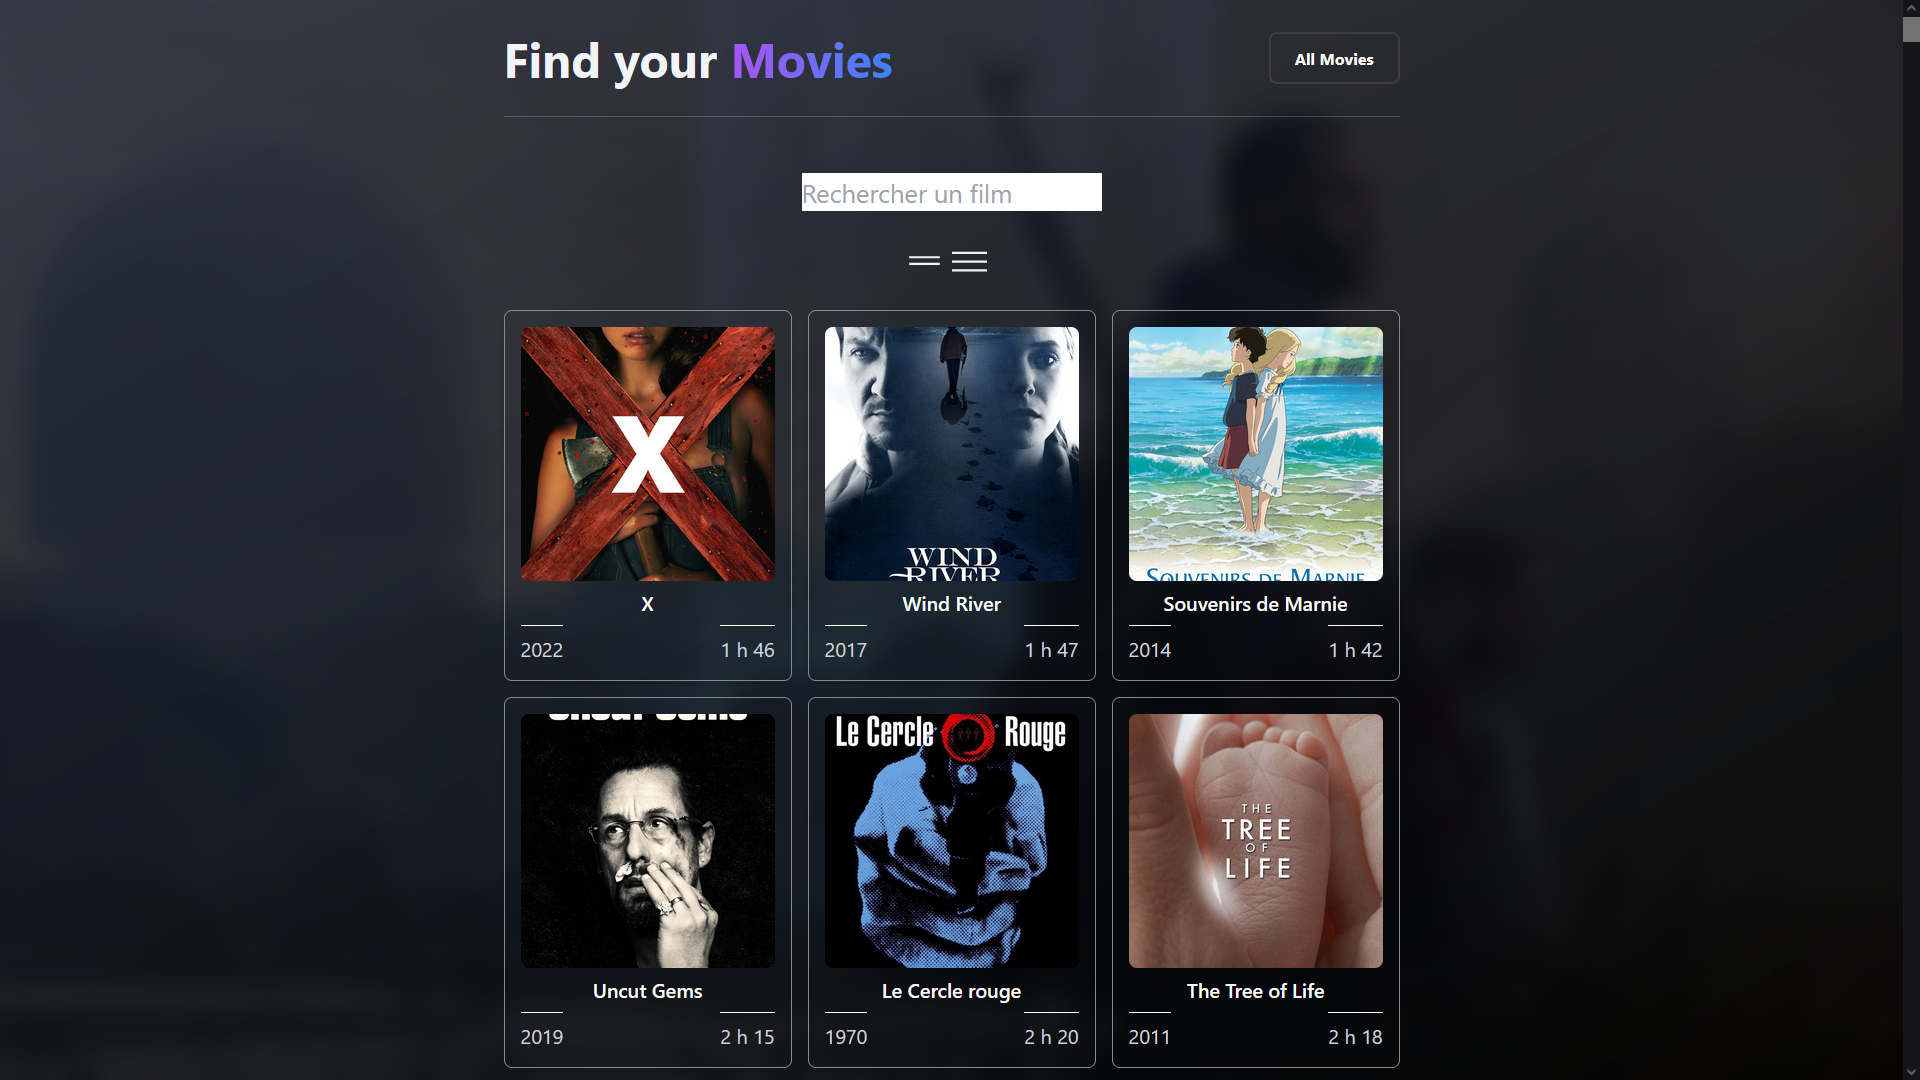 Find your Movies
All Movies
Rechercher un film
X
WIND
RIVER
SOUVENIRS DE MARNIE
X
Wind River
Souvenirs de Marnie
2022
1 h 46
2017
1 h 47
2014
1 h 42
Uncut Gems
Le Cercle Rouge
THE
TREE
OF
LIFE
Uncut Gems
Le Cercle rouge
The Tree of Life
2019
2 h 15
1970
2 h 20
2011
2 h 18